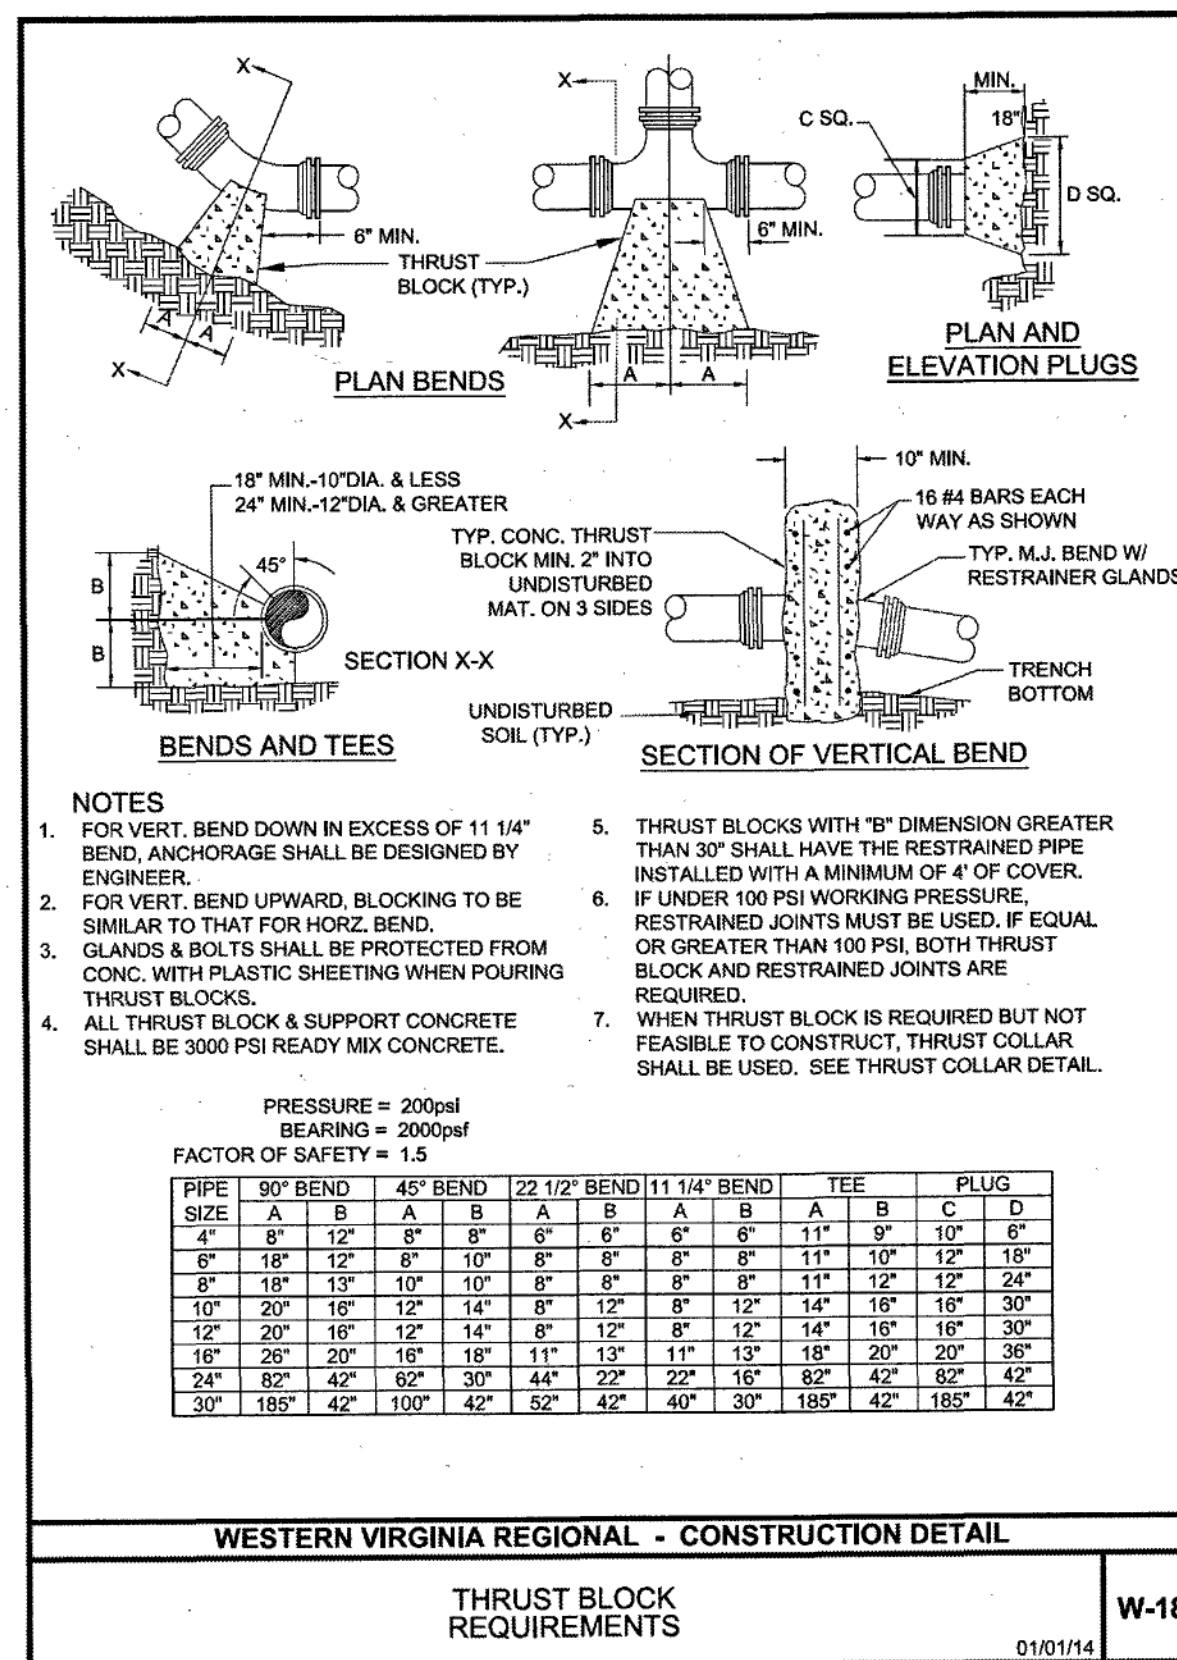 X
X
MIN.
C SQ.
18"
D SQ.
6" MIN.
6" MIN.
THRUST
BLOCK (TYP.)
A
A
X
PLAN BENDS
A
A
X
PLAN AND
ELEVATION PLUGS
18" MIN.-10"DIA. & LESS
24" MIN.-12"DIA. & GREATER
45°
B
B
SECTION X-X
BENDS AND TEES
10" MIN.
16 #4 BARS EACH
WAY AS SHOWN
TYP. CONC. THRUST
BLOCK MIN. 2" INTO
UNDISTURBED
MAT. ON 3 SIDES
TYP. M.J. BEND W/
RESTRAINER GLANDS
TRENCH
BOTTOM
UNDISTURBED
SOIL (TYP.)
SECTION OF VERTICAL BEND
NOTES
1. FOR VERT. BEND DOWN IN EXCESS OF 11 1/4"
BEND, ANCHORAGE SHALL BE DESIGNED BY
ENGINEER.
2. FOR VERT. BEND UPWARD, BLOCKING TO BE
SIMILAR TO THAT FOR HORZ. BEND.
3. GLANDS & BOLTS SHALL BE PROTECTED FROM
CONC. WITH PLASTIC SHEETING WHEN POURING
THRUST BLOCKS.
4. ALL THRUST BLOCK & SUPPORT CONCRETE
SHALL BE 3000 PSI READY MIX CONCRETE.
5. THRUST BLOCKS WITH "B" DIMENSION GREATER
THAN 30" SHALL HAVE THE RESTRAINED PIPE
INSTALLED WITH A MINIMUM OF 4' OF COVER.
6. IF UNDER 100 PSI WORKING PRESSURE,
RESTRAINED JOINTS MUST BE USED. IF EQUAL
OR GREATER THAN 100 PSI, BOTH THRUST
BLOCK AND RESTRAINED JOINTS ARE
REQUIRED.
7. WHEN THRUST BLOCK IS REQUIRED BUT NOT
FEASIBLE TO CONSTRUCT, THRUST COLLAR
SHALL BE USED. SEE THRUST COLLAR DETAIL.
PRESSURE = 200psi
BEARING = 2000psf
FACTOR OF SAFETY = 1.5
PIPE 90° BEND 45° BEND 22 1/2° BEND 11 1/4° BEND TEE PLUG
SIZE A B A B A B A B A B C D
4" 8" 12" 8" 8" 6" 6" 6" 6" 11" 9" 10" 6"
6" 18" 12" 8" 10" 8" 8" 8" 8" 11" 10" 12" 18"
8" 18" 13" 10" 10" 8" 8" 8" 8" 11" 12" 12" 24"
10" 20" 16" 12" 14" 8" 12" 8" 12" 14" 16" 16" 30"
12" 20" 16" 12" 14" 8" 12" 8" 12" 14" 16" 16" 30"
16" 26" 20" 16" 18" 11" 13" 11" 13" 18" 20" 20" 36"
24" 82" 42" 62" 30" 44" 22" 22" 16" 82" 42" 82" 42"
30" 185" 42" 100" 42" 52" 42" 40" 30" 185" 42" 185" 42"
WESTERN VIRGINIA REGIONAL - CONSTRUCTION DETAIL
THRUST BLOCK
REQUIREMENTS
W-18
01/01/14